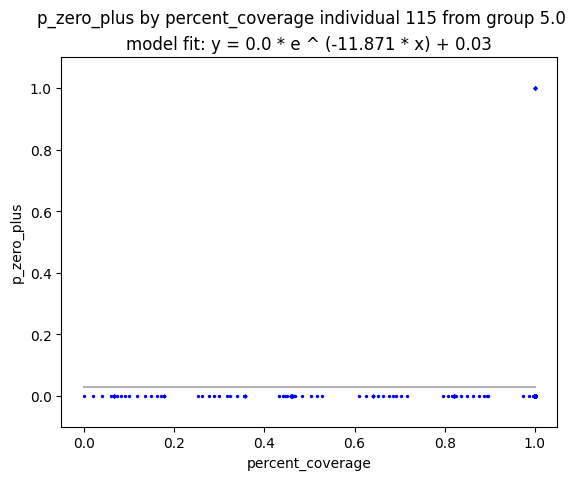 p_zero_plus by percent_coverage individual 115 from group 5.0
model fit: y = 0.0 * e ^ (-11.871 * x) + 0.03
1.0
0.8
0.6
0.4
0.2
0.0
p_zero_plus
0.0 0.2 0.4 0.6 0.8 1.0
percent_coverage